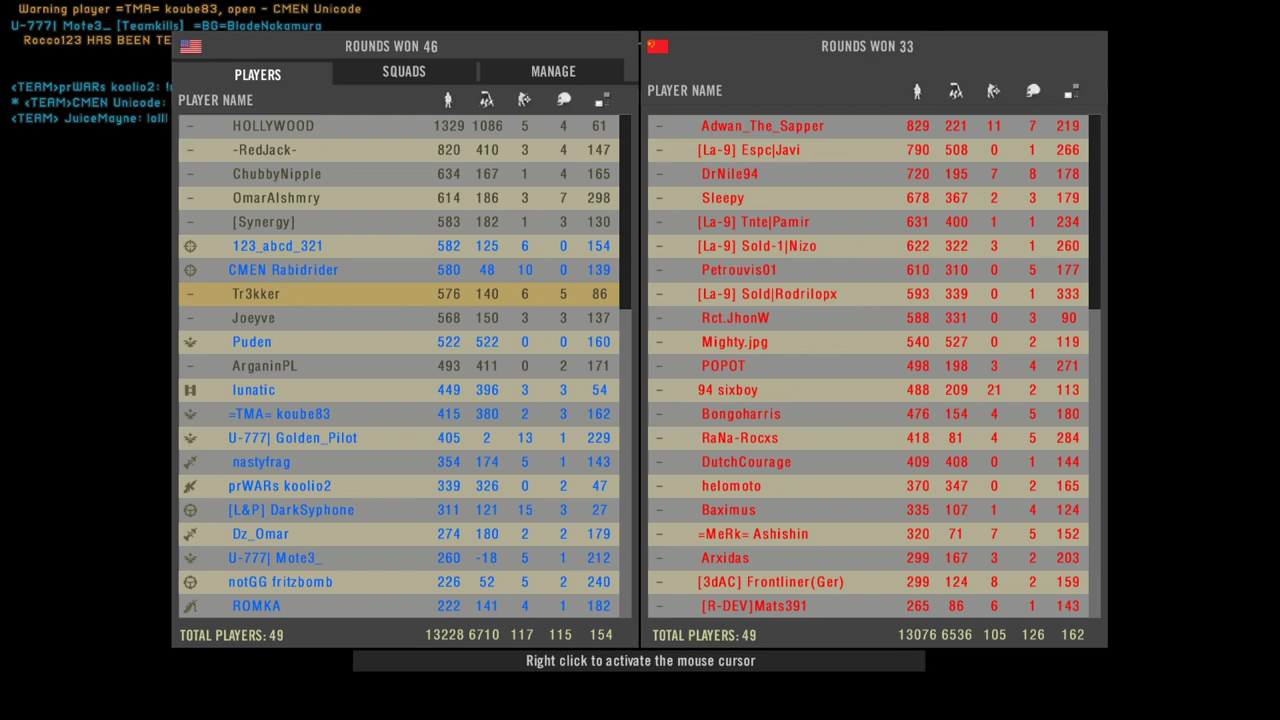 Warning player =TMA= koube83, open - CMEN Unicode
U-777| Mote3_ [Teamkills] =BG=BladeNakamura
Rocco123 HAS BEEN TE
<TEAM>prWARs koolio2:
* <TEAM>CMEN Unicode:
<TEAM> JuiceMayne: lolll
ROUNDS WON 46
PLAYERS SQUADS MANAGE
PLAYER NAME
- HOLLYWOOD 1329 1086 5 4 61
- -RedJack- 820 410 3 4 147
- ChubbyNipple 634 167 1 4 165
- OmarAlshmry 614 186 3 7 298
- [Synergy] 583 182 1 3 130
123_abcd_321 582 125 6 0 154
CMEN Rabidrider 580 48 10 0 139
- Tr3kker 576 140 6 5 86
- Joeyve 568 150 3 3 137
Puden 522 522 0 0 160
- ArganinPL 493 411 0 2 171
lunatic 449 396 3 3 54
=TMA= koube83 415 380 2 3 162
U-777| Golden_Pilot 405 2 13 1 229
nastyfrag 354 174 5 1 143
prWARs koolio2 339 326 0 2 47
[L&P] DarkSyphone 311 121 15 3 27
Dz_Omar 274 180 2 2 179
U-777| Mote3_ 260 -18 5 1 212
notGG fritzbomb 226 52 5 2 240
ROMKA 222 141 4 1 182
TOTAL PLAYERS: 49 13228 6710 117 115 154
ROUNDS WON 33
PLAYER NAME
- Adwan_The_Sapper 829 221 11 7 219
- [La-9] Espc|Javi 790 508 0 1 266
- DrNile94 720 195 7 8 178
- Sleepy 678 367 2 3 179
- [La-9] Tnte|Pamir 631 400 1 1 234
- [La-9] Sold-1|Nizo 622 322 3 1 260
- Petrouvis01 610 310 0 5 177
- [La-9] Sold|Rodrilopx 593 339 0 1 333
- Rct.JhonW 588 331 0 3 90
- Mighty.jpg 540 527 0 2 119
- POPOT 498 198 3 4 271
- 94 sixboy 488 209 21 2 113
- Bongoharris 476 154 4 5 180
- RaNa-Rocxs 418 81 4 5 284
- DutchCourage 409 408 0 1 144
- helomoto 370 347 0 2 165
- Baximus 335 107 1 4 124
- =MeRk= Ashishin 320 71 7 5 152
- Arxidas 299 167 3 2 203
- [3dAC] Frontliner(Ger) 299 124 8 2 159
- [R-DEV]Mats391 265 86 6 1 143
TOTAL PLAYERS: 49 13076 6536 105 126 162
Right click to activate the mouse cursor